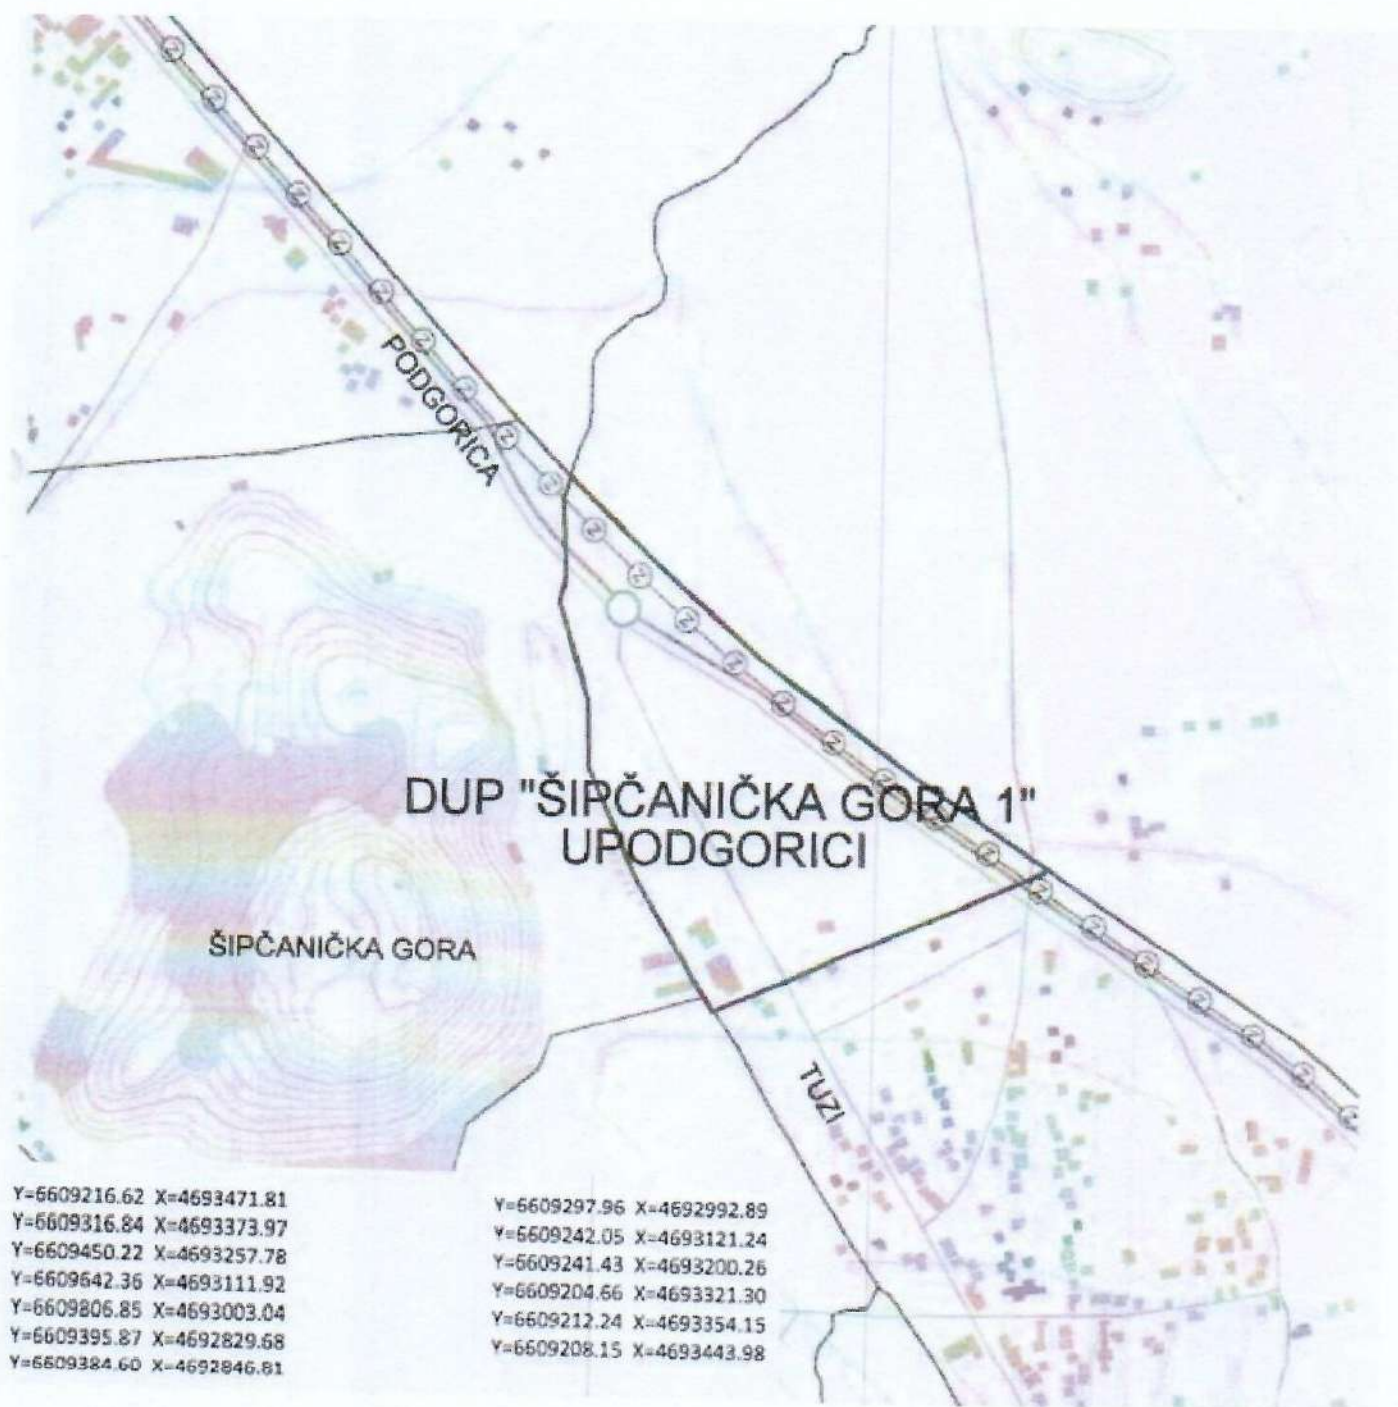 PODGORICA
DUP "ŠIPČANIČKA GORA 1"
UPODGORICI
ŠIPČANIČKA GORA
TUZI
Y=6609216.62 X=4693471.81
Y=6609316.84 X=4693373.97
Y=6609450.22 X=4693257.78
Y=6609642.36 X=4693111.92
Y=6609806.85 X=4693003.04
Y=6609395.87 X=4692829.68
Y=6609384.60 X=4692846.81
Y=6609297.96 X=4692992.89
Y=6609242.05 X=4693121.24
Y=6609241.43 X=4693200.26
Y=6609204.66 X=4693321.30
Y=6609212.24 X=4693354.15
Y=6609208.15 X=4693443.98